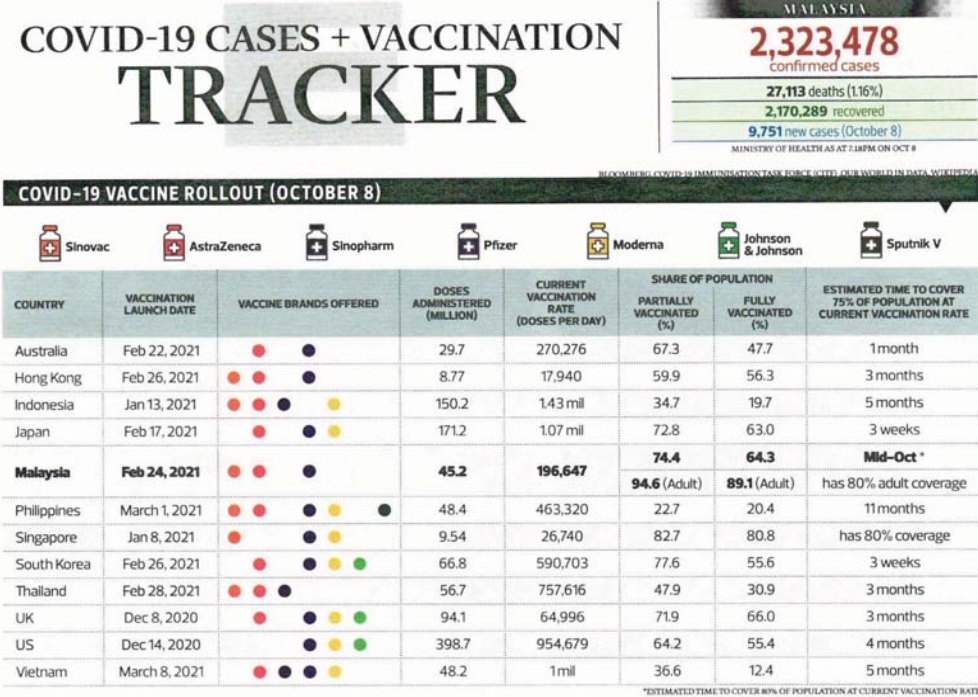 COVID-19 CASES + VACCINATION
TRACKER
MALAYSIA
2,323,478
confirmed cases
27,113 deaths (1.16%)
2,170,289 recovered
9,751 new cases (October 8)
MINISTRY OF HEALTH AS AT 7.18PM ON OCT 8
BLOOMBERG, COVID-19 IMMUNISATION TASK FORCE (CITF), OUR WORLD IN DATA, WIKIPEDIA
COVID-19 VACCINE ROLLOUT (OCTOBER 8)
Sinovac AstraZeneca Sinopharm Pfizer Moderna Johnson & Johnson Sputnik V
COUNTRY VACCINATION LAUNCH DATE VACCINE BRANDS OFFERED DOSES ADMINISTERED (MILLION) CURRENT VACCINATION RATE (DOSES PER DAY) SHARE OF POPULATION PARTIALLY VACCINATED (%) FULLY VACCINATED (%) ESTIMATED TIME TO COVER 75% OF POPULATION AT CURRENT VACCINATION RATE
Australia Feb 22, 2021 29.7 270,276 67.3 47.7 1 month
Hong Kong Feb 26, 2021 8.77 17,940 59.9 56.3 3 months
Indonesia Jan 13, 2021 150.2 1.43 mil 34.7 19.7 5 months
Japan Feb 17, 2021 171.2 1.07 mil 72.8 63.0 3 weeks
Malaysia Feb 24, 2021 45.2 196,647 74.4 64.3 Mid-Oct *
94.6 (Adult) 89.1 (Adult) has 80% adult coverage
Philippines March 1, 2021 48.4 463,320 22.7 20.4 11 months
Singapore Jan 8, 2021 9.54 26,740 82.7 80.8 has 80% coverage
South Korea Feb 26, 2021 66.8 590,703 77.6 55.6 3 weeks
Thailand Feb 28, 2021 56.7 757,616 47.9 30.9 3 months
UK Dec 8, 2020 94.1 64,996 71.9 66.0 3 months
US Dec 14, 2020 398.7 954,679 64.2 55.4 4 months
Vietnam March 8, 2021 48.2 1 mil 36.6 12.4 5 months
*ESTIMATED TIME TO COVER 80% OF POPULATION AT CURRENT VACCINATION RATE